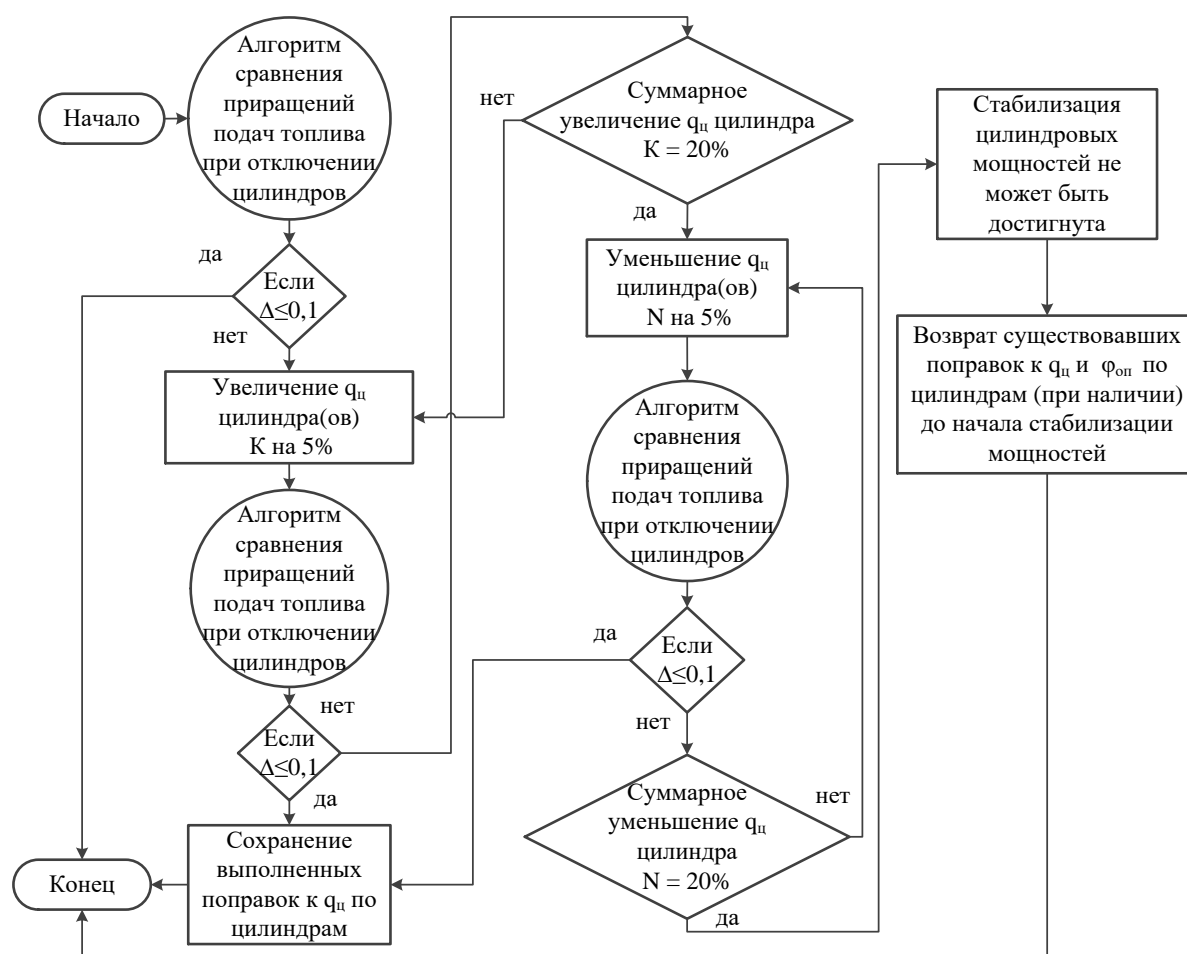 Начало
Алгоритм
сравнения
приращений
подач топлива
при отключении
цилиндров
да
Если
Δ≤0,1
нет
Увеличение qц
цилиндра(ов)
К на 5%
Алгоритм
сравнения
приращений
подач топлива
при отключении
цилиндров
нет
Если
Δ≤0,1
да
Сохранение
выполненных
поправок к qц по
цилиндрам
Конец
нет
Суммарное
увеличение qц цилиндра
К = 20%
да
Уменьшение qц
цилиндра(ов)
N на 5%
Алгоритм
сравнения
приращений
подач топлива
при отключении
цилиндров
да
Если
Δ≤0,1
нет
Суммарное
уменьшение qц
цилиндра
N = 20%
нет
да
Стабилизация
цилиндровых
мощностей не
может быть
достигнута
Возврат существовавших
поправок к qц и φоп по
цилиндрам (при наличии)
до начала стабилизации
мощностей